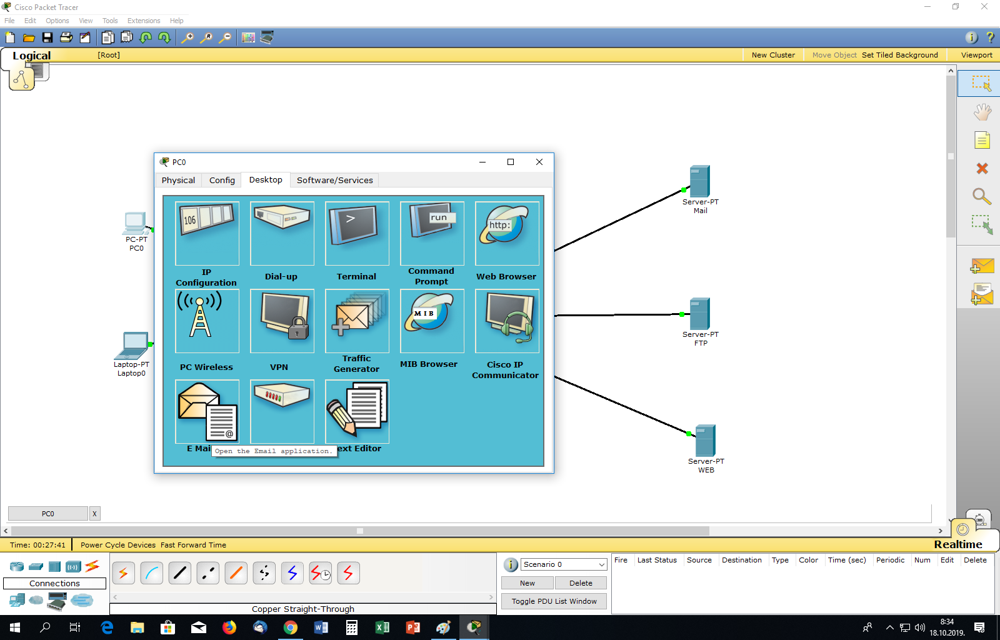 Cisco Packet Tracer
File Edit Options View Tools Extensions Help
Logical [Root] New Cluster Move Object Set Tiled Background Viewport
PC0
Physical Config Desktop Software/Services
106
>
run
http:
IP Configuration
Dial-up
Terminal
Command Prompt
Web Browser
MIB
PC Wireless
VPN
Traffic Generator
MIB Browser
Cisco IP Communicator
@
E Mai
Open the Email application.
ext Editor
PC-PT
PC0
Laptop-PT
Laptop0
Server-PT
Mail
Server-PT
FTP
Server-PT
WEB
PC0 X
Time: 00:27:41 Power Cycle Devices Fast Forward Time Realtime
Connections
Copper Straight-Through
Scenario 0
New Delete
Toggle PDU List Window
Fire Last Status Source Destination Type Color Time (sec) Periodic Num Edit Delete
8:34
18.10.2019.